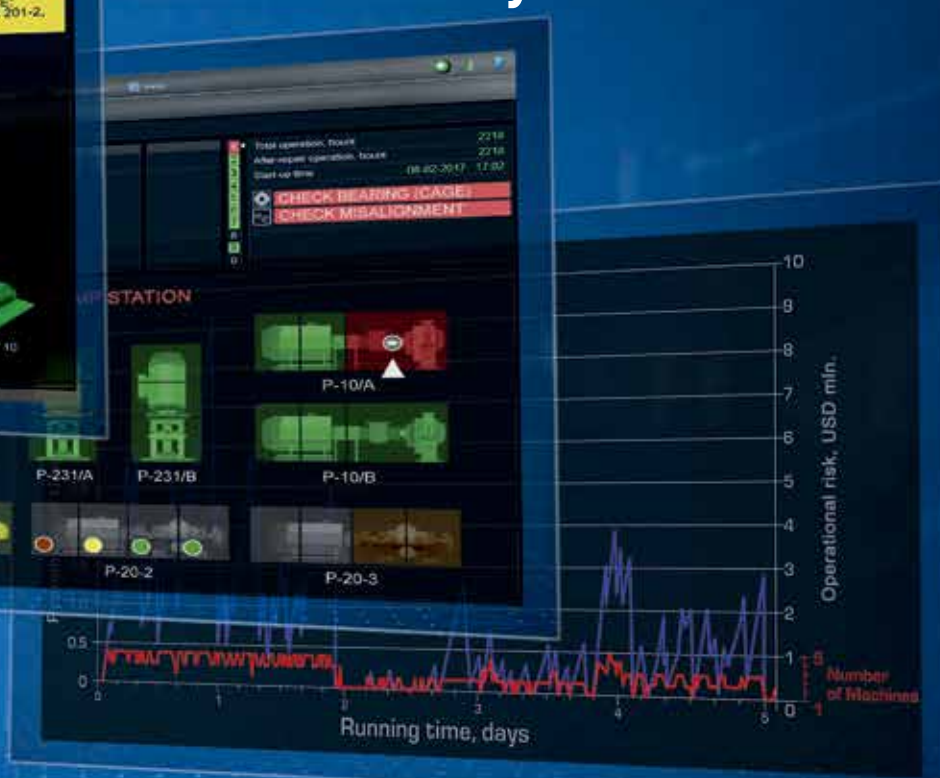 201-2.
Total operation, hours 2218
After-repair operation, hours 2218
Start-up time 08-02-2017 17:02
CHECK BEARING (CAGE)
CHECK MISALIGNMENT
STATION
10
P-10/A
P-231/A P-231/B P-10/B
P-20-2 P-20-3
10
9
8
7
6
5
4
3
2
1
0
Operational risk, USD mln.
0.5
0
0 1 2 3 4 5
Running time, days
5
1
Number
of Machines